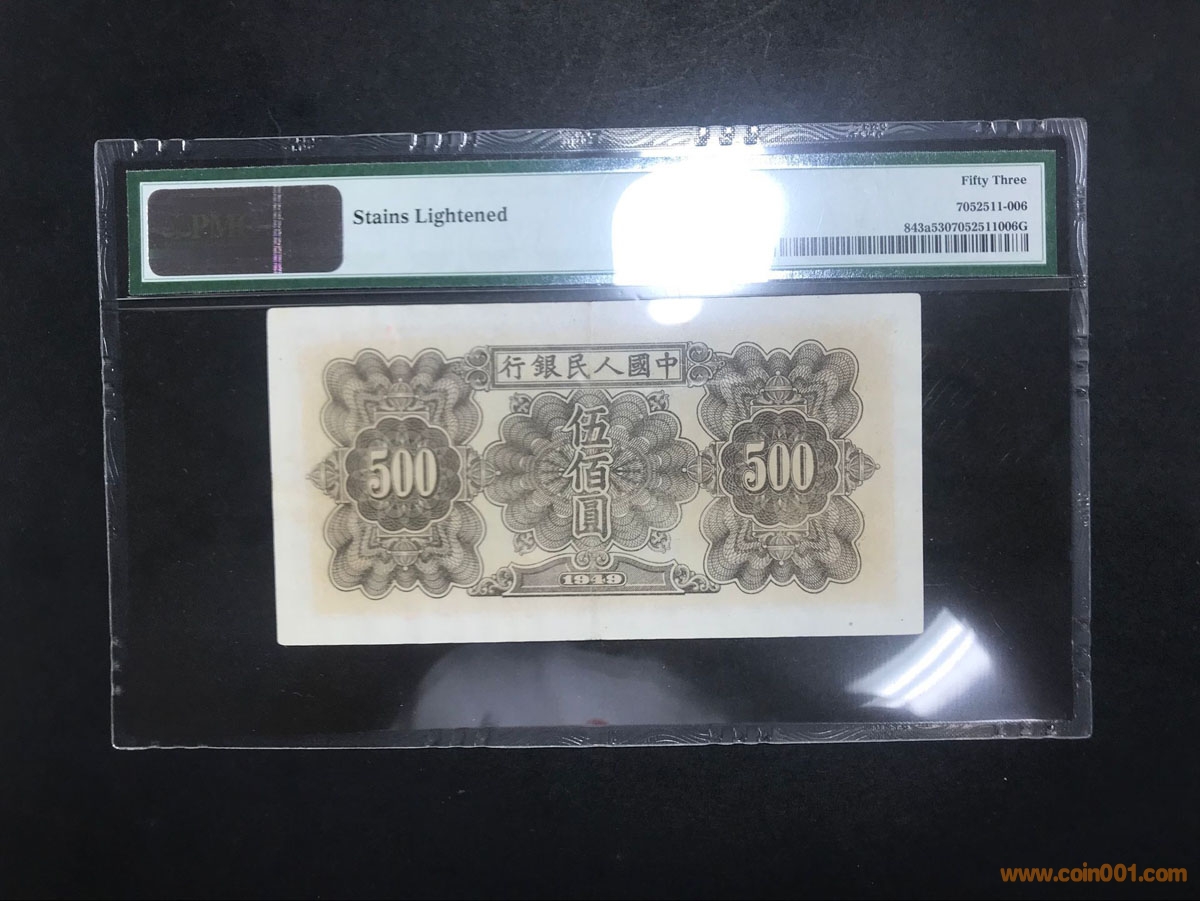 PMG
Stains Lightened
Fifty Three
7052511-006
843a5307052511006G
行銀民人國中
500
伍佰圓
500
1949
www.coin001.com